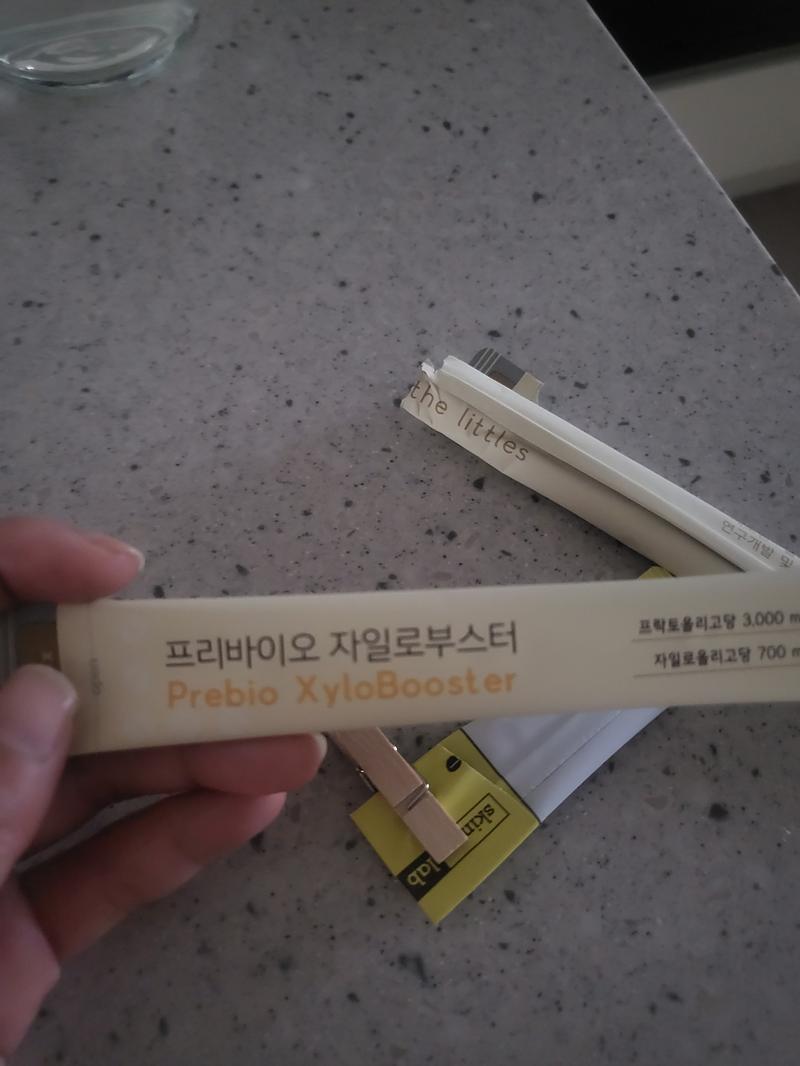 the littles
연구개발 및
프리바이오 자일로부스터
Prebio XyloBooster
프락토올리고당 3,000 m
자일로올리고당 700 m
skin
lab